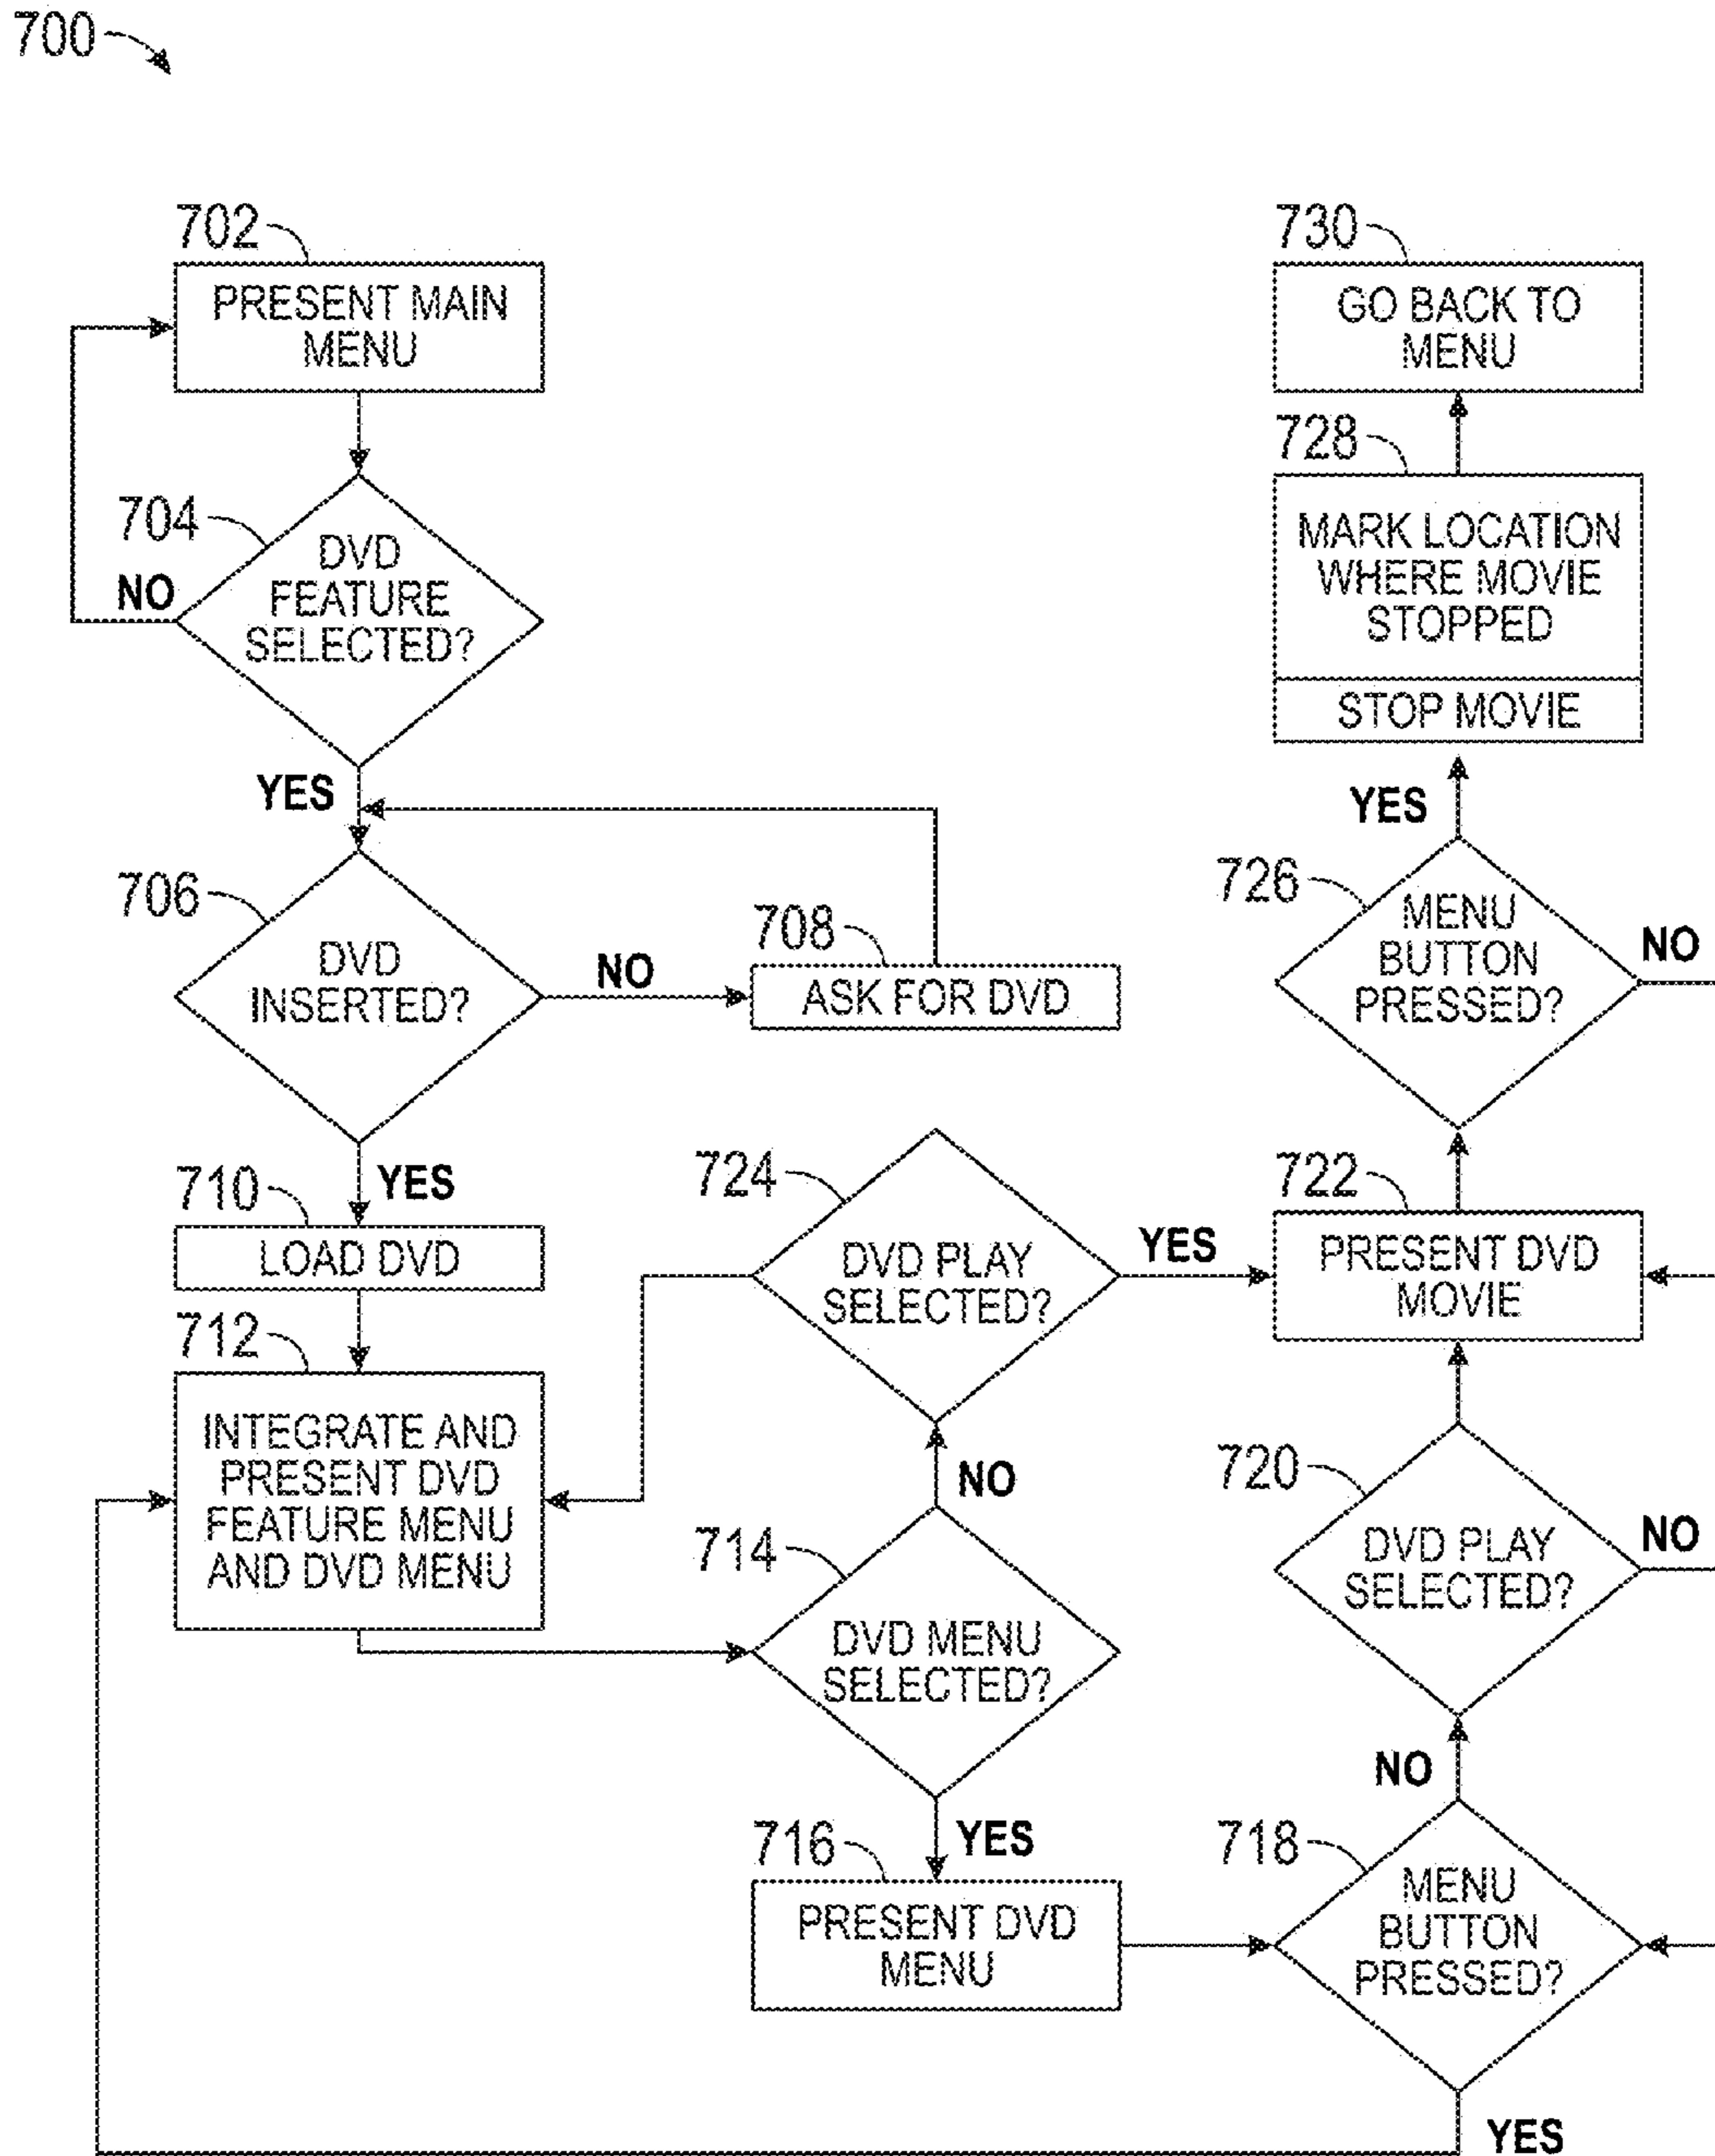 700
702
PRESENT MAIN
MENU
704
DVD
FEATURE
SELECTED?
NO
YES
706
DVD
INSERTED?
NO
708
ASK FOR DVD
YES
710
LOAD DVD
712
INTEGRATE AND
PRESENT DVD
FEATURE MENU
AND DVD MENU
714
DVD MENU
SELECTED?
NO
724
DVD PLAY
SELECTED?
YES
YES
716
PRESENT DVD
MENU
718
MENU
BUTTON
PRESSED?
YES
NO
720
DVD PLAY
SELECTED?
NO
722
PRESENT DVD
MOVIE
726
MENU
BUTTON
PRESSED?
NO
YES
728
MARK LOCATION
WHERE MOVIE
STOPPED
STOP MOVIE
730
GO BACK TO
MENU